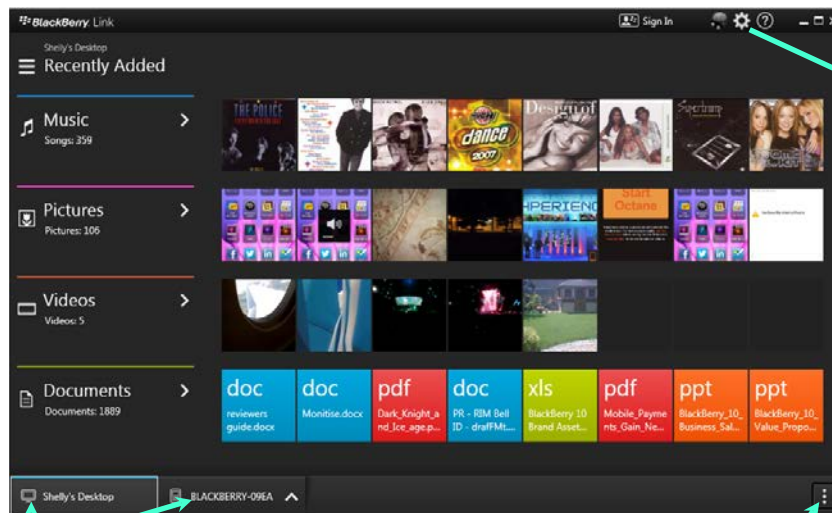 BlackBerry Link
Sign In
Shelly's Desktop
Recently Added
Music
Songs: 359
THE POLICE
dance
2007
Design of
Supertramp
Pictures
Pictures: 106
XPERIENC
Start
Octane
Videos
Videos: 5
Documents
Documents: 1889
doc
reviewers
guide.docx
doc
Monitise.docx
pdf
Dark_Knight_a
nd_Ice_age.p...
doc
PR - RIM Bell
ID - drafFMt....
xls
BlackBerry 10
Brand Asset...
pdf
Mobile_Payme
nts_Gain_Ne...
ppt
BlackBerry_10_
Business_Sal...
ppt
BlackBerry_10_
Value_Propo...
Shelly's Desktop
BLACKBERRY-09EA